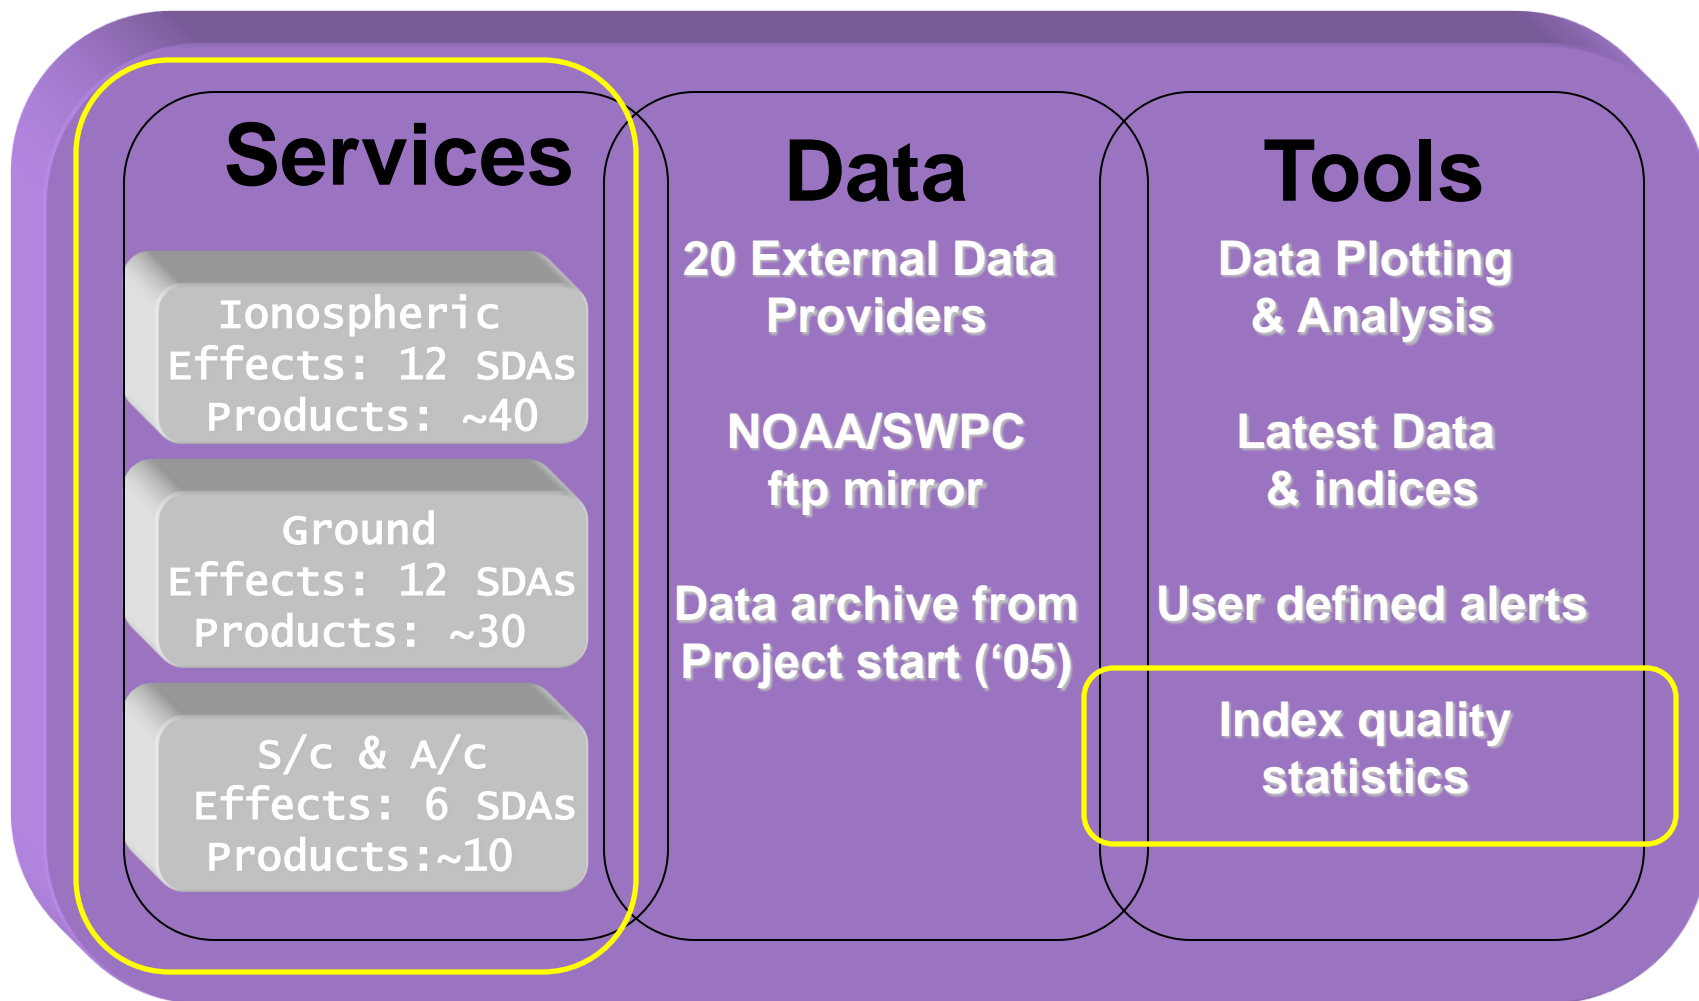 Services
Ionospheric
Effects: 12 SDAs
Products: ~40
Ground
Effects: 12 SDAs
Products: ~30
S/c & A/c
Effects: 6 SDAs
Products:~10
Data
20 External Data
Providers
NOAA/SWPC
ftp mirror
Data archive from
Project start (‘05)
Tools
Data Plotting
& Analysis
Latest Data
& indices
User defined alerts
Index quality
statistics